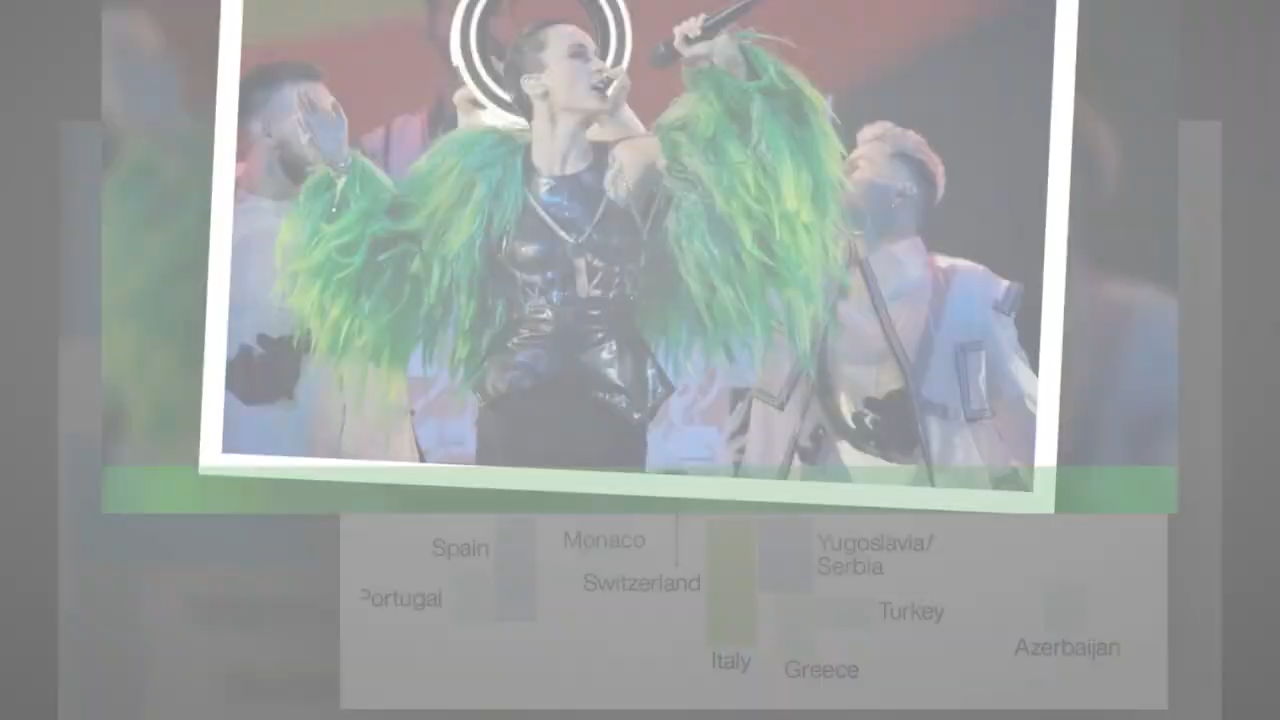 Spain
Monaco
Yugoslavia/
Serbia
Switzerland
Portugal
Turkey
Azerbaijan
Italy
Greece